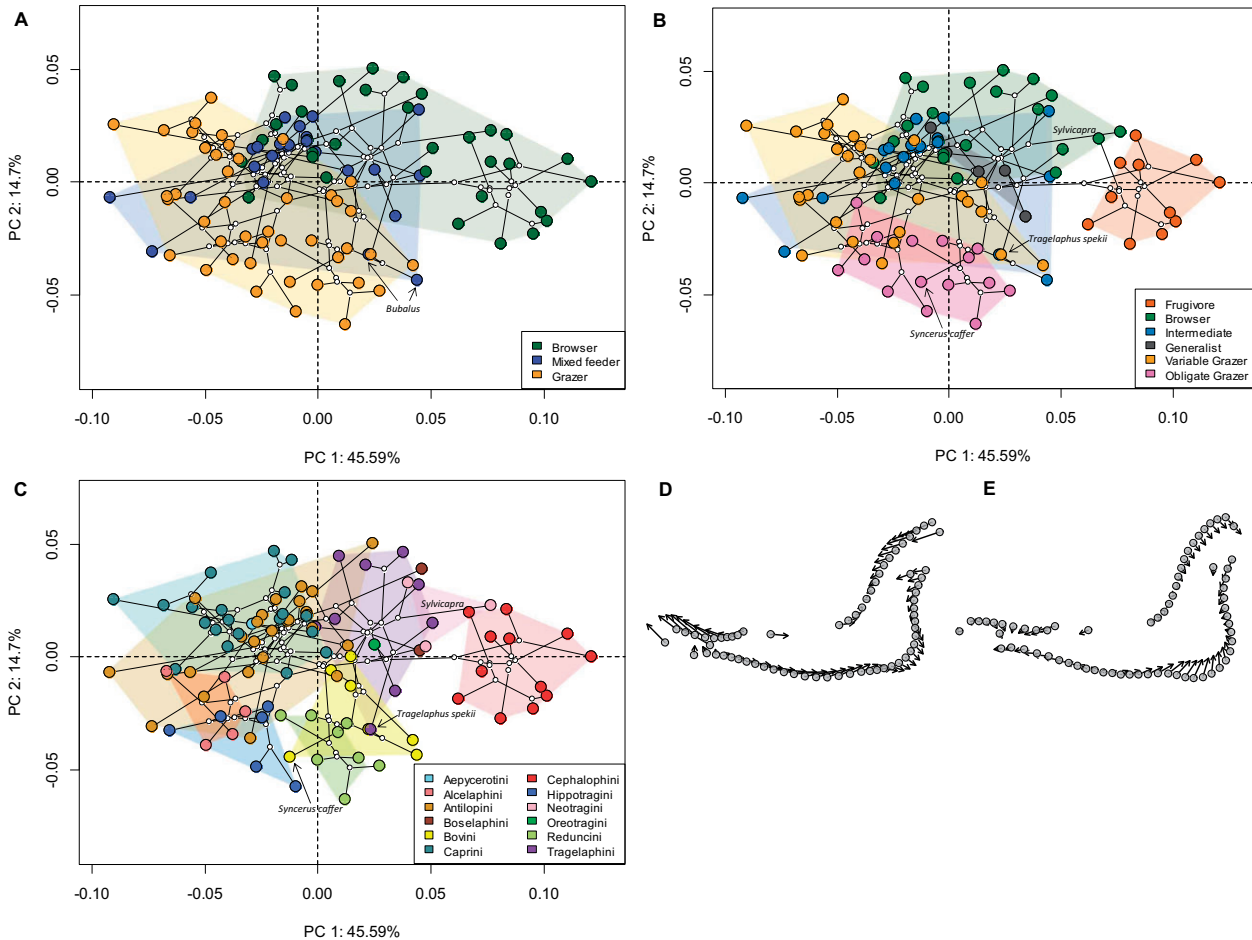 A
PC 2: 14.7%
0.05
0.00
-0.05
-0.10
-0.05
0.00
0.05
0.10
PC 1: 45.59%
Bubalus
Browser
Mixed feeder
Grazer
B
PC 2: 14.7%
0.05
0.00
-0.05
-0.10
-0.05
0.00
0.05
0.10
PC 1: 45.59%
Sylvicapra
Tragelaphus spekii
Syncerus caffer
Frugivore
Browser
Intermediate
Generalist
Variable Grazer
Obligate Grazer
C
PC 2: 14.7%
0.05
0.00
-0.05
-0.10
-0.05
0.00
0.05
0.10
PC 1: 45.59%
Sylvicapra
Tragelaphus spekii
Syncerus caffer
Aepycerotini
Alcelaphini
Antilopini
Boselaphini
Bovini
Caprini
Cephalophini
Hippotragini
Neotragini
Oreotragini
Reduncini
Tragelaphini
D
E